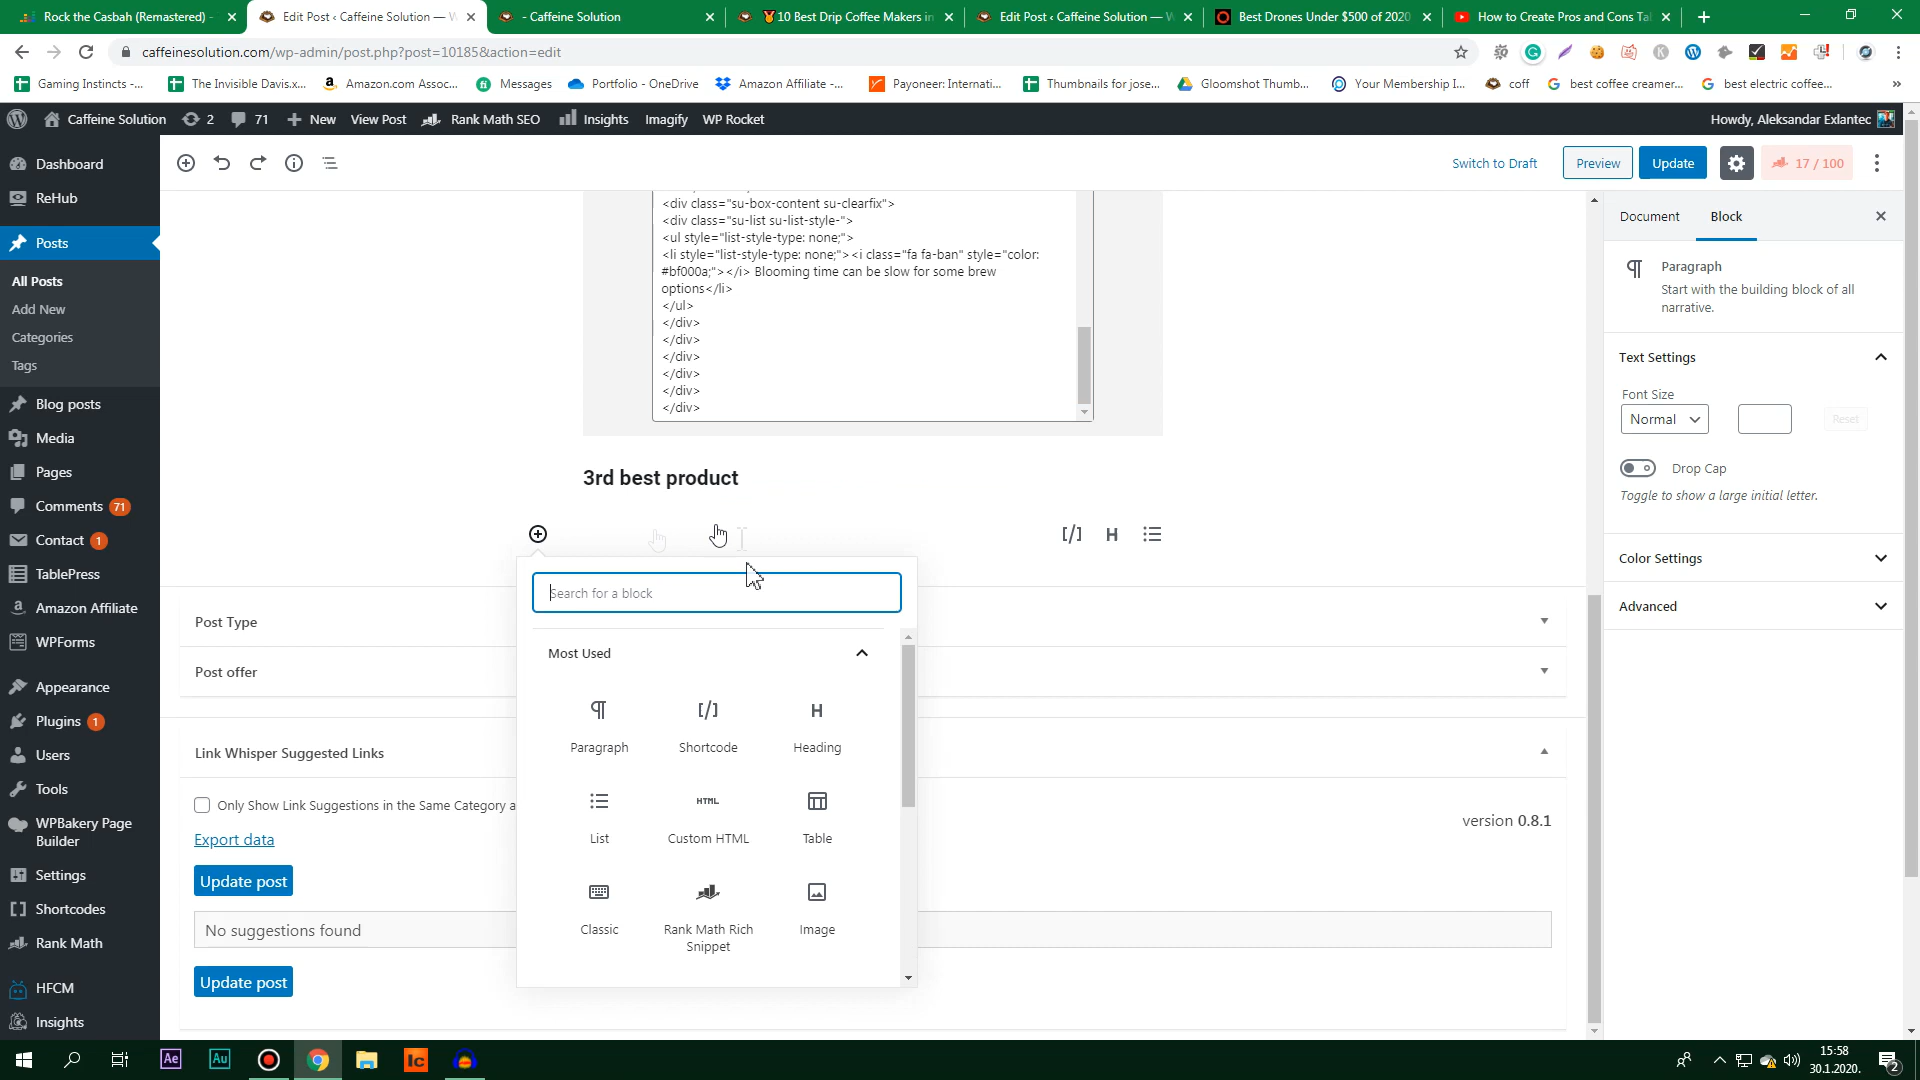 Rock the Casbah (Remastered) -
Edit Post ‹ Caffeine Solution — W
- Caffeine Solution
10 Best Drip Coffee Makers in
Edit Post ‹ Caffeine Solution — W
Best Drones Under $500 of 2020
How to Create Pros and Cons Ta
caffeinesolution.com/wp-admin/post.php?post=10185&action=edit
Gaming Instincts -...
The Invisible Davis.x...
Amazon.com Assoc...
Messages
Portfolio - OneDrive
Amazon Affiliate -...
Payoneer: Internati...
Thumbnails for jose...
Gloomshot Thumb...
Your Membership I...
coff
best coffee creamer...
best electric coffee...
»
Caffeine Solution
2
71
New
View Post
Rank Math SEO
Insights
Imagify
WP Rocket
Howdy, Aleksandar Exlantec
Dashboard
ReHub
Posts
All Posts
Add New
Categories
Tags
Blog posts
Media
Pages
Comments 71
Contact 1
TablePress
Amazon Affiliate
WPForms
Appearance
Plugins 1
Users
Tools
WPBakery Page
Builder
Settings
Shortcodes
Rank Math
HFCM
Insights
Switch to Draft
Preview
Update
17 / 100
<div class="su-box-content su-clearfix">
<div class="su-list su-list-style-">
<ul style="list-style-type: none;">
<li style="list-style-type: none;"><i class="fa fa-ban" style="color:
#bf000a;"></i> Blooming time can be slow for some brew
options</li>
</ul>
</div>
</div>
</div>
</div>
</div>
</div>
3rd best product
[/]
H
Search for a block
Most Used
Paragraph
[/]
Shortcode
H
Heading
List
HTML
Custom HTML
Table
Classic
Rank Math Rich
Snippet
Image
Post Type
Post offer
Link Whisper Suggested Links
Only Show Link Suggestions in the Same Category a
version 0.8.1
Export data
Update post
No suggestions found
Update post
Document
Block
Paragraph
Start with the building block of all
narrative.
Text Settings
Font Size
Normal
Reset
Drop Cap
Toggle to show a large initial letter.
Color Settings
Advanced
Ae
Au
Ic
15:58
30.1.2020.
2